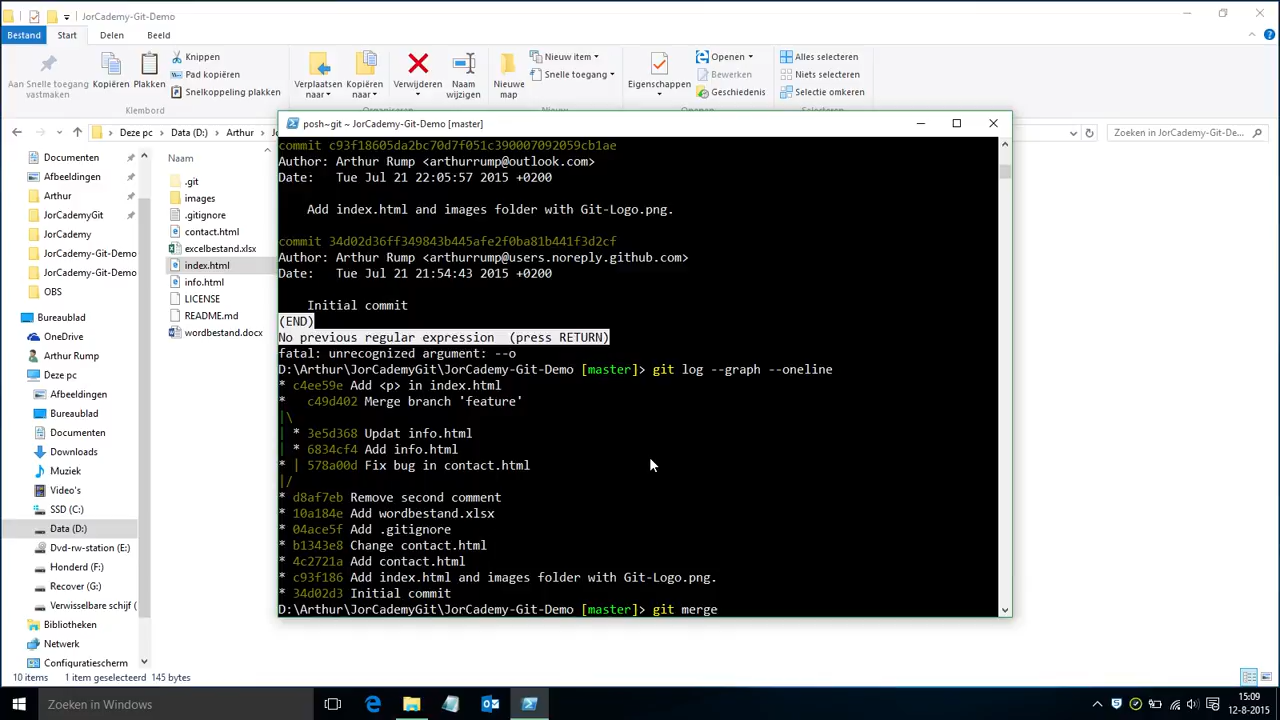 JorCademy-Git-Demo
Bestand
Start
Delen
Beeld
Aan Snelle toegang vastmaken
Kopiëren
Plakken
Knippen
Pad kopiëren
Snelkoppeling plakken
Klembord
Verplaatsen naar
Kopiëren naar
Verwijderen
Naam wijzigen
Organiseren
Nieuwe map
Nieuw item
Snelle toegang
Nieuw
Eigenschappen
Openen
Bewerken
Geschiedenis
Openen
Alles selecteren
Niets selecteren
Selectie omkeren
Selecteren
Deze pc > Data (D:) > Arthur >
Zoeken in JorCademy-Git-De...
Documenten
Afbeeldingen
Arthur
JorCademyGit
JorCademy
JorCademy-Git-Demo
JorCademy-Git-Demo
OBS
Bureaublad
OneDrive
Arthur Rump
Deze pc
Afbeeldingen
Bureaublad
Documenten
Downloads
Muziek
Video's
SSD (C:)
Data (D:)
Dvd-rw-station (E:)
Honderd (F:)
Recover (G:)
Verwisselbare schijf (
Bibliotheken
Netwerk
Configuratiescherm
Naam
.git
images
.gitignore
contact.html
excelbestand.xlsx
index.html
info.html
LICENSE
README.md
wordbestand.docx
posh~git ~ JorCademy-Git-Demo [master]
commit c93f18605da2bc70d7f051c390007092059cb1ae
Author: Arthur Rump <arthurrump@outlook.com>
Date:   Tue Jul 21 22:05:57 2015 +0200
Add index.html and images folder with Git-Logo.png.
commit 34d02d36ff349843b445afe2f0ba81b441f3d2cf
Author: Arthur Rump <arthurrump@users.noreply.github.com>
Date:   Tue Jul 21 21:54:43 2015 +0200
Initial commit
(END)
No previous regular expression  (press RETURN)
fatal: unrecognized argument: --o
D:\Arthur\JorCademyGit\JorCademy-Git-Demo [master]> git log --graph --oneline
* c4ee59e Add <p> in index.html
*   c49d402 Merge branch 'feature'
|\
| * 3e5d368 Updat info.html
| * 6834cf4 Add info.html
* | 578a00d Fix bug in contact.html
|/
* d8af7eb Remove second comment
* 10a184e Add wordbestand.xlsx
* 04ace5f Add .gitignore
* b1343e8 Change contact.html
* 4c2721a Add contact.html
* c93f186 Add index.html and images folder with Git-Logo.png.
* 34d02d3 Initial commit
D:\Arthur\JorCademyGit\JorCademy-Git-Demo [master]> git merge
10 items
1 item geselecteerd
145 bytes
Zoeken in Windows
15:09
12-8-2015